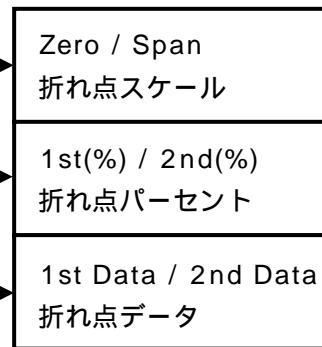 Zero / Span
折れ点スケール
1st(%) / 2nd(%)
折れ点パーセント
1st Data / 2nd Data
折れ点データ